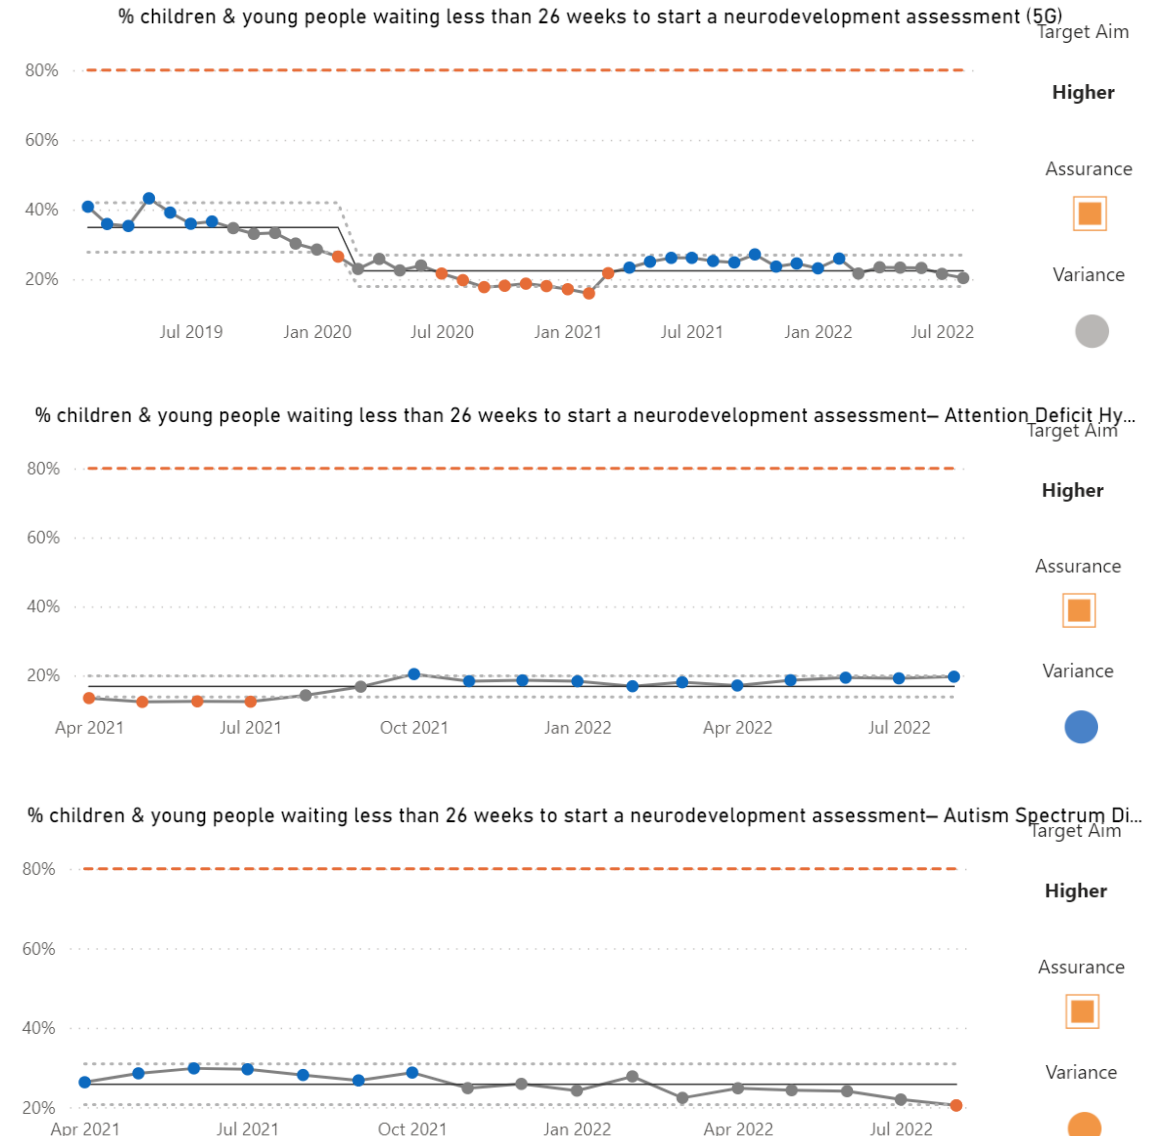 % children & young people waiting less than 26 weeks to start a neurodevelopment assessment (5G)
Target Aim
80%
Higher
60%
Assurance
40%
Variance
20%
Jul 2019 Jan 2020 Jul 2020 Jan 2021 Jul 2021 Jan 2022 Jul 2022
% children & young people waiting less than 26 weeks to start a neurodevelopment assessment– Attention Deficit Hy...
Target Aim
80%
Higher
60%
Assurance
40%
Variance
20%
Apr 2021 Jul 2021 Oct 2021 Jan 2022 Apr 2022 Jul 2022
% children & young people waiting less than 26 weeks to start a neurodevelopment assessment– Autism Spectrum Di...
Target Aim
80%
Higher
60%
Assurance
40%
Variance
20%
Apr 2021 Jul 2021 Oct 2021 Jan 2022 Apr 2022 Jul 2022